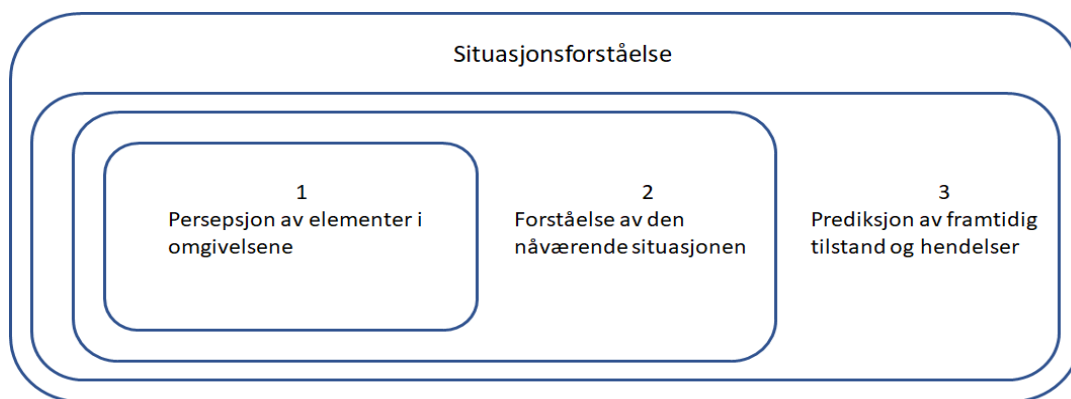 Situasjonsforståelse
1
Persepsjon av elementer i
omgivelsene
2
Forståelse av den
nåværende situasjonen
3
Prediksjon av framtidig
tilstand og hendelser